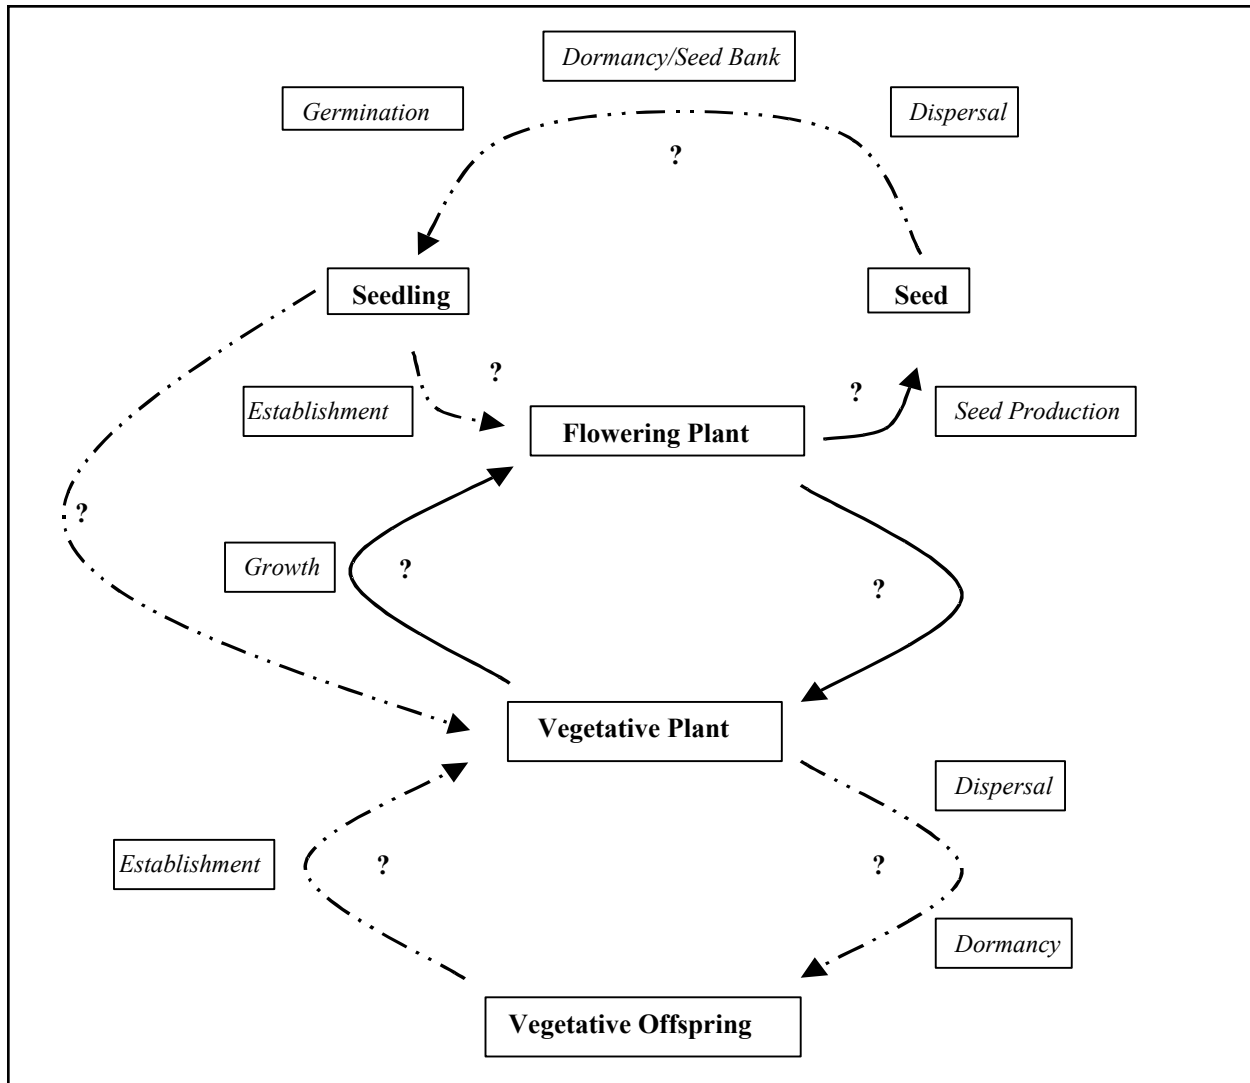 Dormancy/Seed Bank
Germination
Dispersal
?
Seedling
Seed
?
?
Establishment
Seed Production
Flowering Plant
?
Growth
?
?
Vegetative Plant
Dispersal
Establishment
?
?
Dormancy
Vegetative Offspring